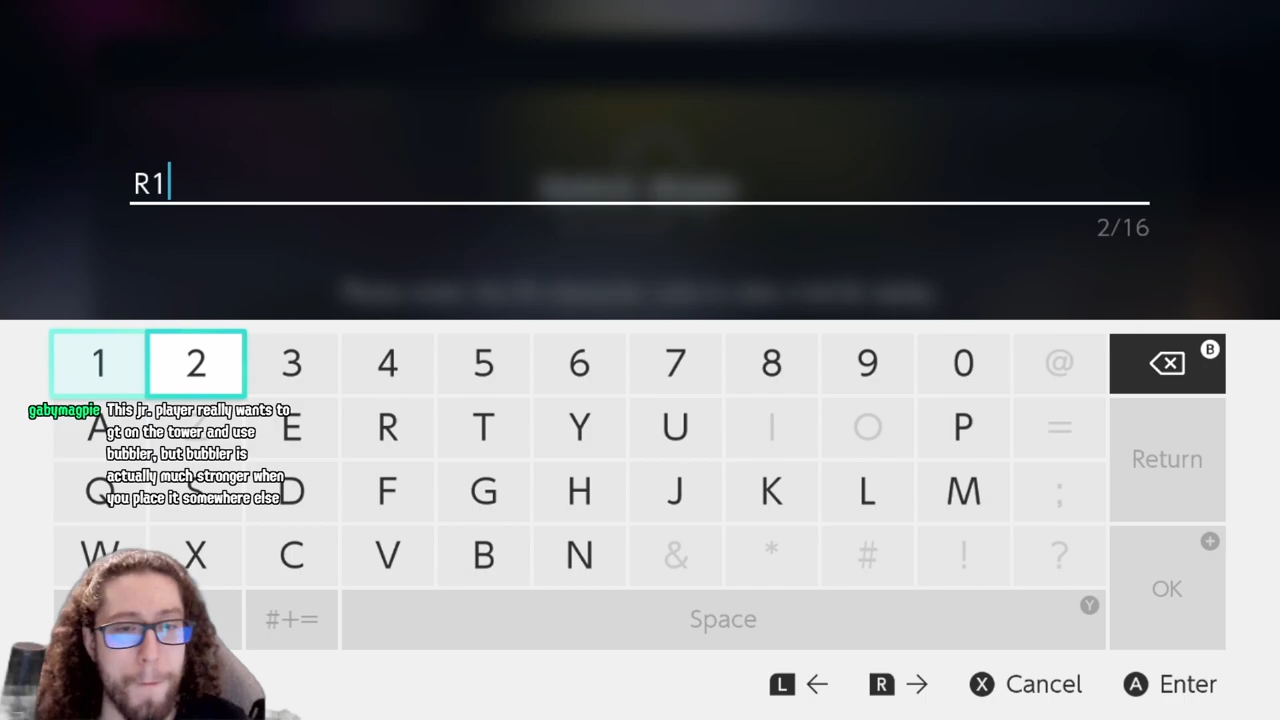 R1
2/16
1 2 3 4 5 6 7 8 9 0 @
B
gabymagpie This jr. player really wants to
gt on the tower and use
bubbler, but bubbler is
actually much stronger when
you place it somewhere else
A E R T Y U I O P =
Return
Q S D F G H J K L M ;
W X C V B N & * # ! ?
+
OK
#+=
Space
Y
L ← R → X Cancel A Enter